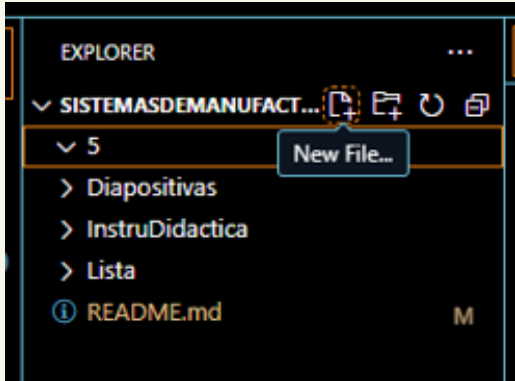 EXPLORER ...
SISTEMASDEMANUFACT...
5
New File...
Diapositivas
InstruDidactica
Lista
README.md M